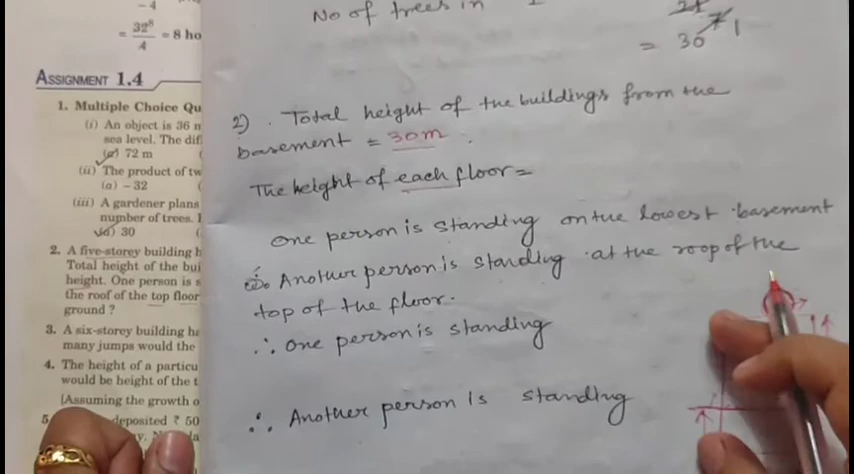 -4
= 32⁸/4 = 8 ho
ASSIGNMENT 1.4
1. Multiple Choice Qu
(i) An object is 36 m
sea level. The dif
(a) 72 m
(ii) The product of tw
(a) – 32
(iii) A gardener plans
number of trees.
(a) 30
2. A five-storey building h
Total height of the bui
height. One person is s
the roof of the top floor
ground ?
3. A six-storey building ha
many jumps would the
4. The height of a particu
would be height of the t
[Assuming the growth o
5
deposited ₹ 50
No of trees in
= 30
2) . Total height of the buildings from the
basement = 30m .
The height of each floor =
One person is standing on the lowest basement
Another person is standing at the roop of the
top of the floor.
∴ One person is standing
∴ Another person is standing